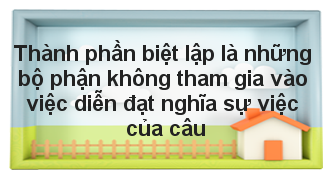 Thành phần biệt lập là những
bộ phận không tham gia vào
việc diễn đạt nghĩa sự việc
của câu